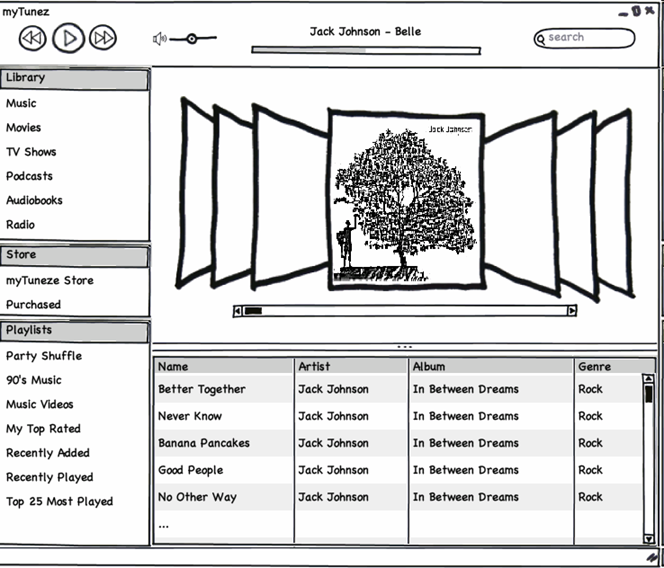 myTunez
Jack Johnson - Belle
search
Library
Music
Movies
TV Shows
Podcasts
Audiobooks
Radio
Store
myTuneze Store
Purchased
Playlists
Party Shuffle
90's Music
Music Videos
My Top Rated
Recently Added
Recently Played
Top 25 Most Played
Jack Johnson
Name Artist Album Genre
Better Together Jack Johnson In Between Dreams Rock
Never Know Jack Johnson In Between Dreams Rock
Banana Pancakes Jack Johnson In Between Dreams Rock
Good People Jack Johnson In Between Dreams Rock
No Other Way Jack Johnson In Between Dreams Rock
...